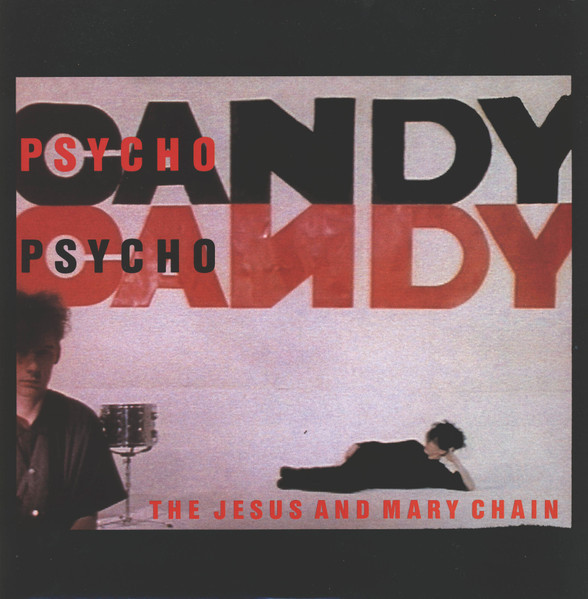 CANDY
PSYCHO
CANDY
PSYCHO
THE JESUS AND MARY CHAIN